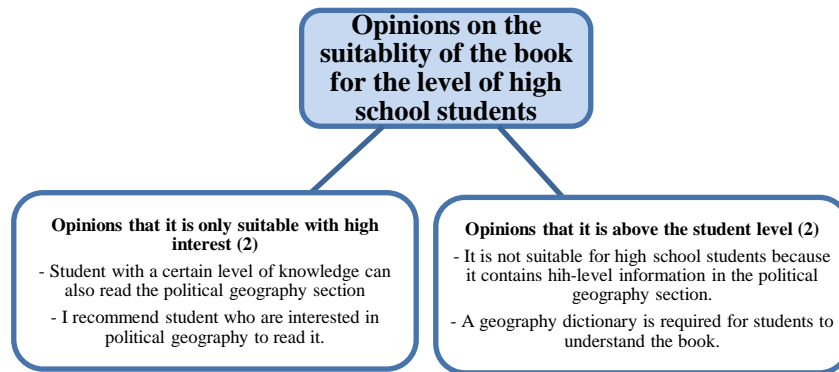 Opinions on the
suitablity of the book
for the level of high
school students
Opinions that it is only suitable with high
interest (2)
- Student with a certain level of knowledge can
also read the political geography section
- I recommend student who are interested in
political geography to read it.
Opinions that it is above the student level (2)
- It is not suitable for high school students because
it contains hih-level information in the political
geography section.
- A geography dictionary is required for students to
understand the book.